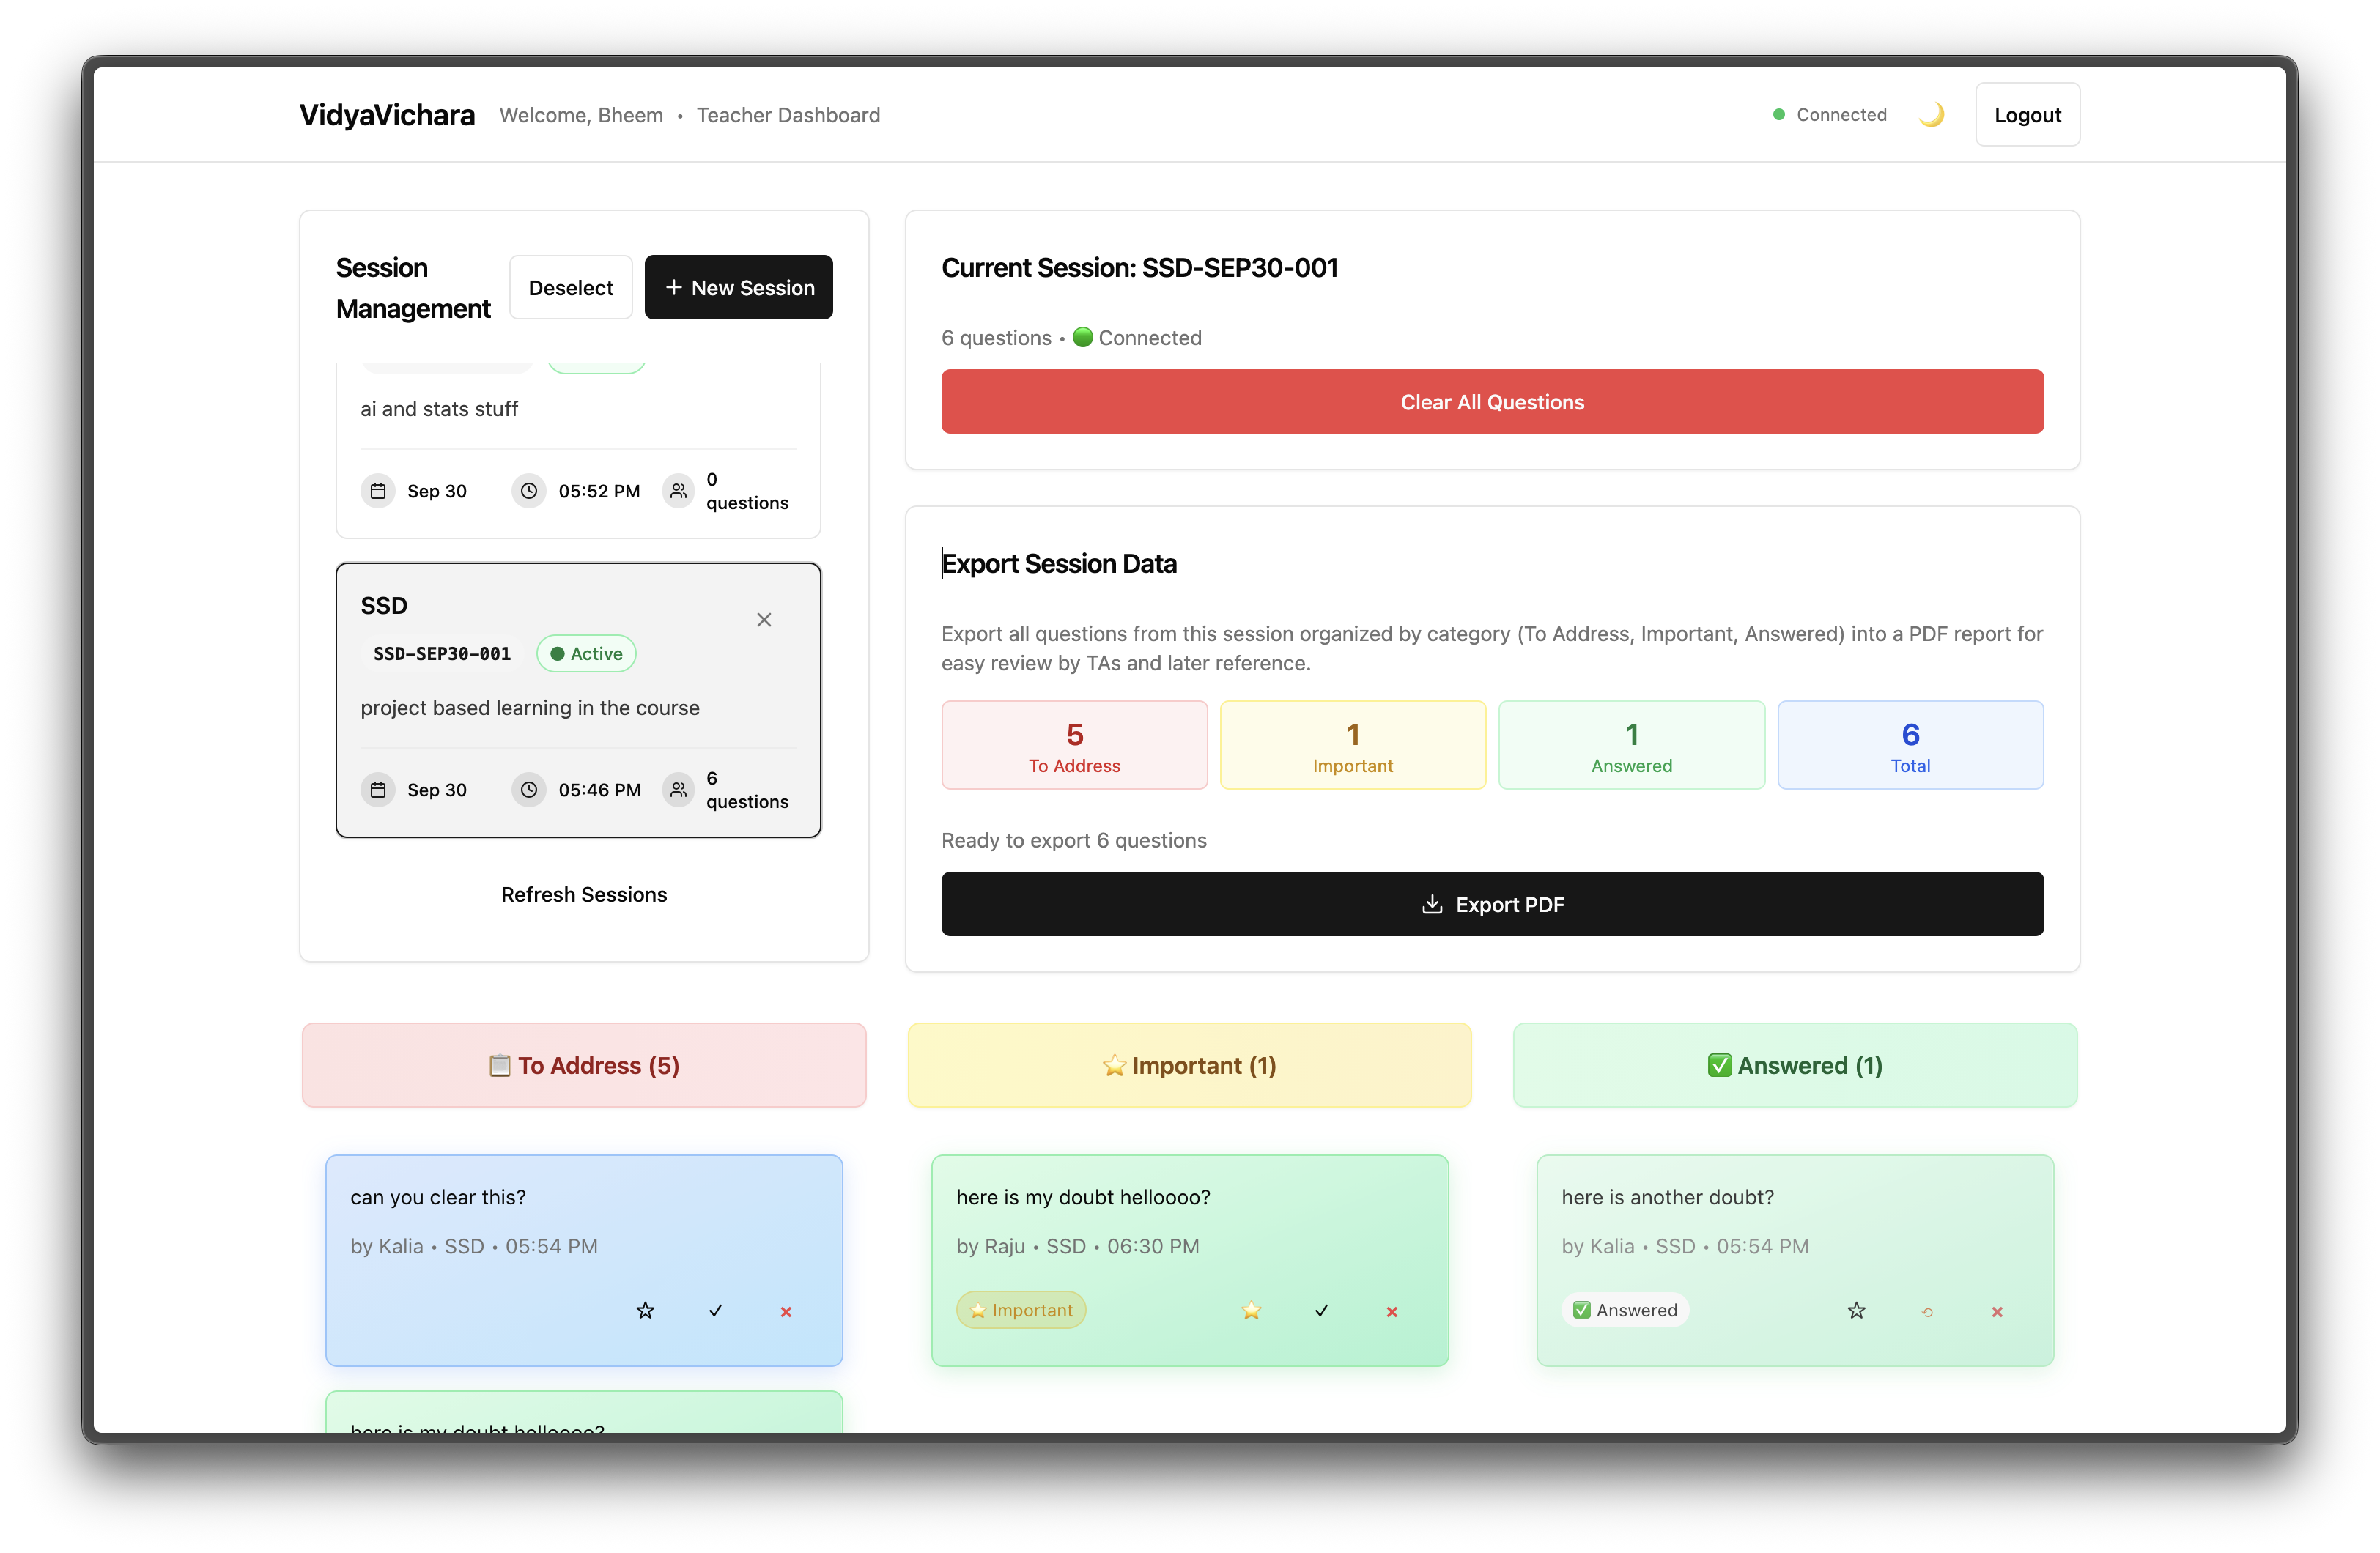 VidyaVichara Welcome, Bheem • Teacher Dashboard
Connected 🌙 Logout
Session
Management
Deselect
+ New Session
ai and stats stuff
Sep 30 05:52 PM 0 questions
SSD
SSD-SEP30-001 Active
project based learning in the course
Sep 30 05:46 PM 6 questions
Refresh Sessions
Current Session: SSD-SEP30-001
6 questions • 🟢 Connected
Clear All Questions
Export Session Data
Export all questions from this session organized by category (To Address, Important, Answered) into a PDF report for
easy review by TAs and later reference.
5
To Address
1
Important
1
Answered
6
Total
Ready to export 6 questions
Export PDF
📋 To Address (5)
can you clear this?
by Kalia • SSD • 05:54 PM
here is my doubt helloooo?
⭐ Important (1)
here is my doubt helloooo?
by Raju • SSD • 06:30 PM
⭐ Important
✅ Answered (1)
here is another doubt?
by Kalia • SSD • 05:54 PM
✅ Answered